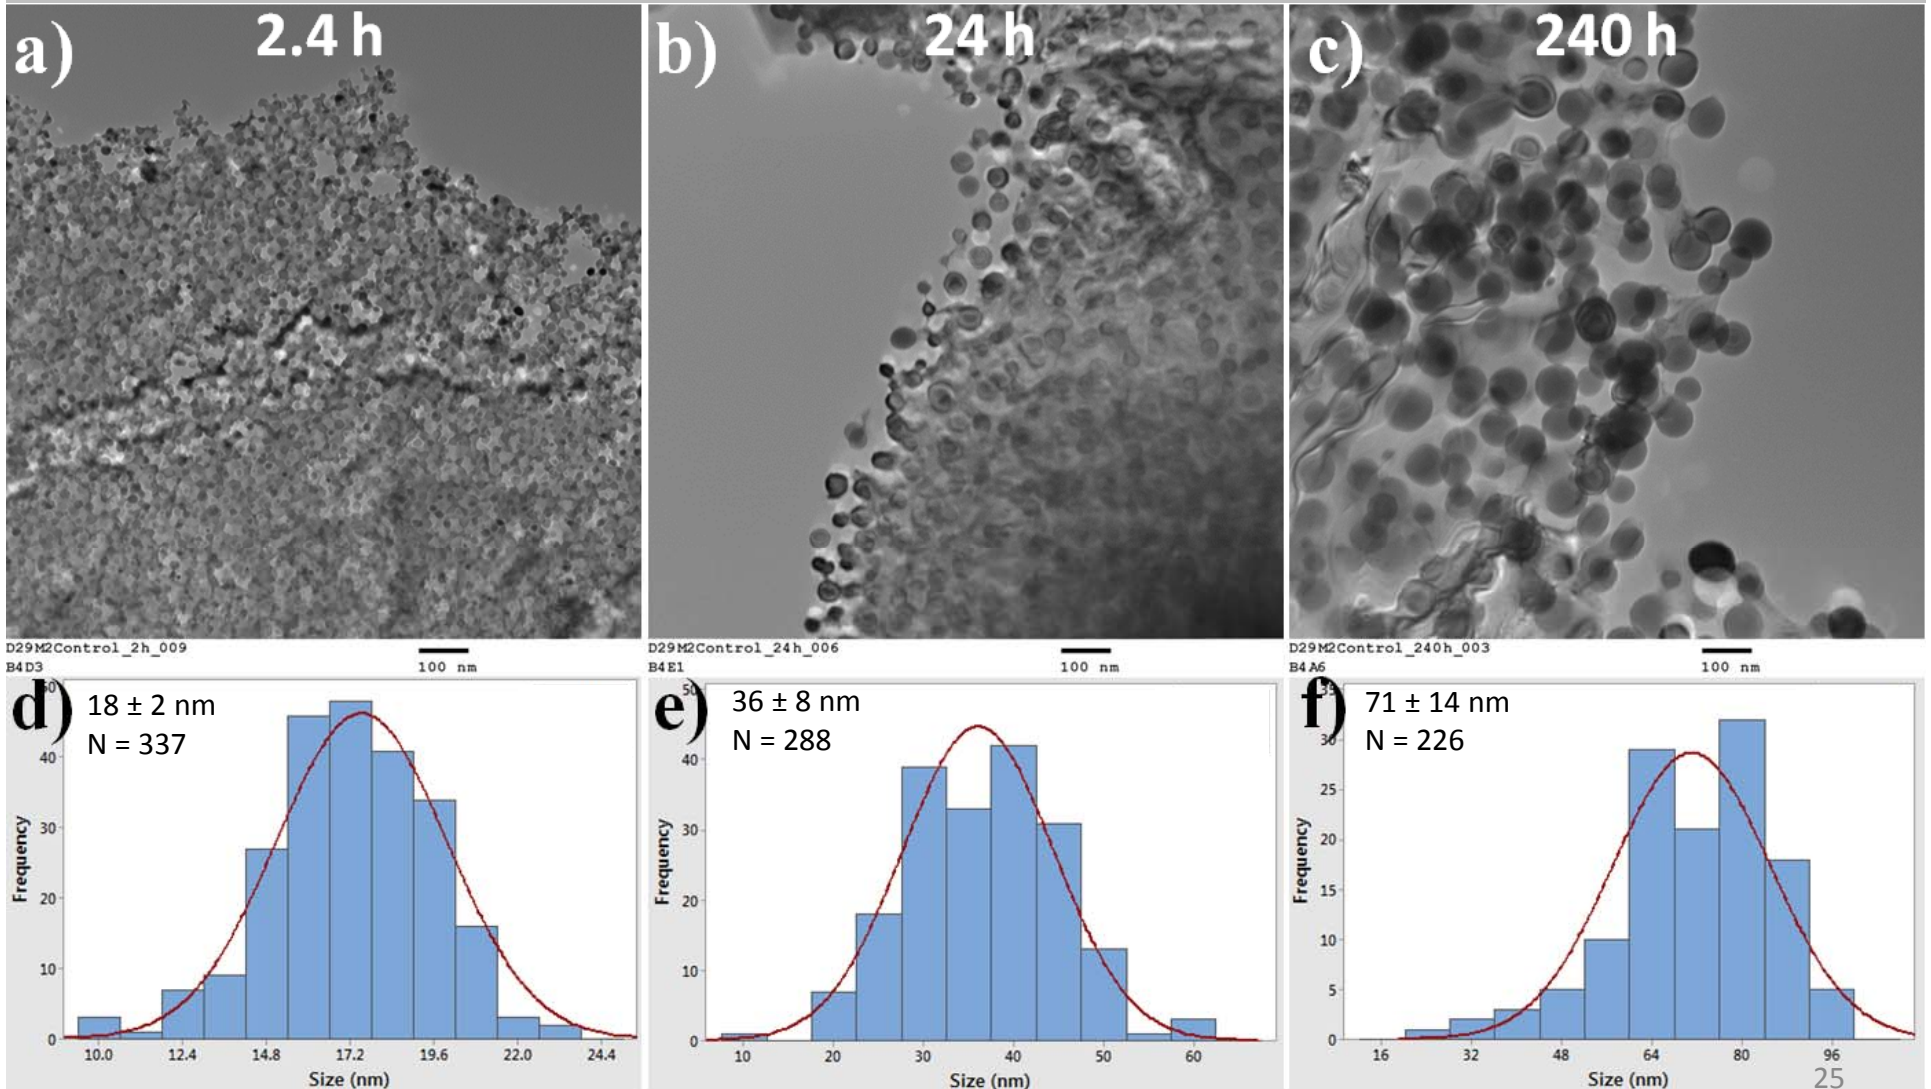 a)
2.4 h
b)
24 h
c)
240 h
D29M2Control_2h_009
B4D3
100 nm
D29M2Control_24h_006
B4E1
100 nm
D29M2Control_240h_003
B4A6
100 nm
d)
18 ± 2 nm
N = 337
Frequency
50
40
30
20
10
0
10.0 12.4 14.8 17.2 19.6 22.0 24.4
Size (nm)
e)
36 ± 8 nm
N = 288
Frequency
50
40
30
20
10
0
10 20 30 40 50 60
Size (nm)
f)
71 ± 14 nm
N = 226
Frequency
35
30
25
20
15
10
5
0
16 32 48 64 80 96
Size (nm)
25